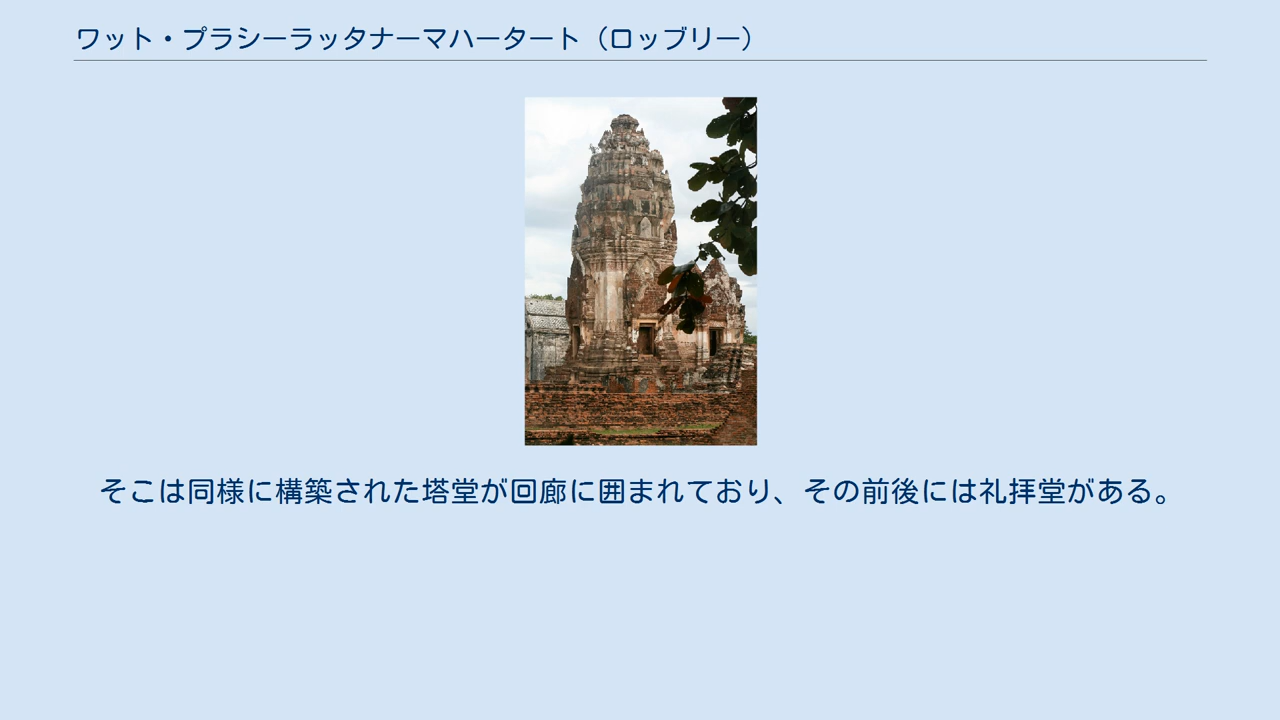 ワット・プラシーラッタナーマハータート（ロッブリー）
そこは同様に構築された塔堂が回廊に囲まれており、その前後には礼拝堂がある。